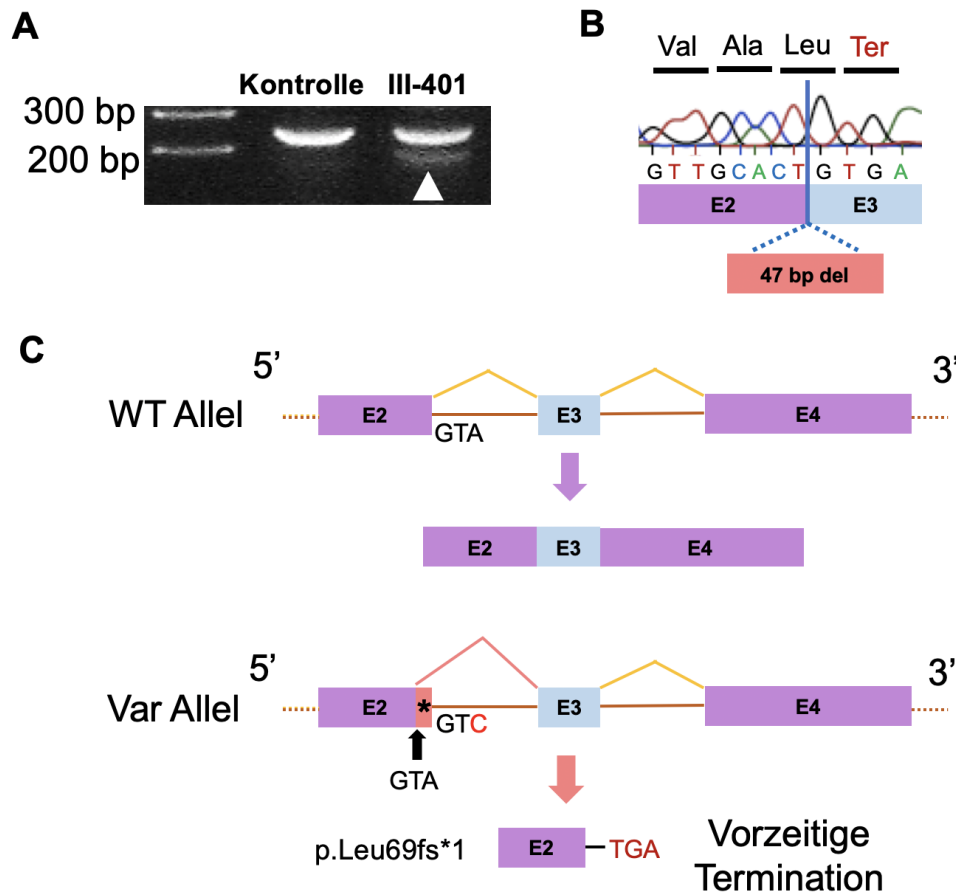 A
Kontrolle III-401
300 bp
200 bp
B
Val Ala Leu Ter
G T T G C A C T G T G A
E2 E3
47 bp del
C
5’ 3’
WT Allel E2 E3 E4
GTA
E2 E3 E4
5’ 3’
Var Allel E2 * E3 E4
GTC
GTA
p.Leu69fs*1 E2 TGA Vorzeitige
Termination